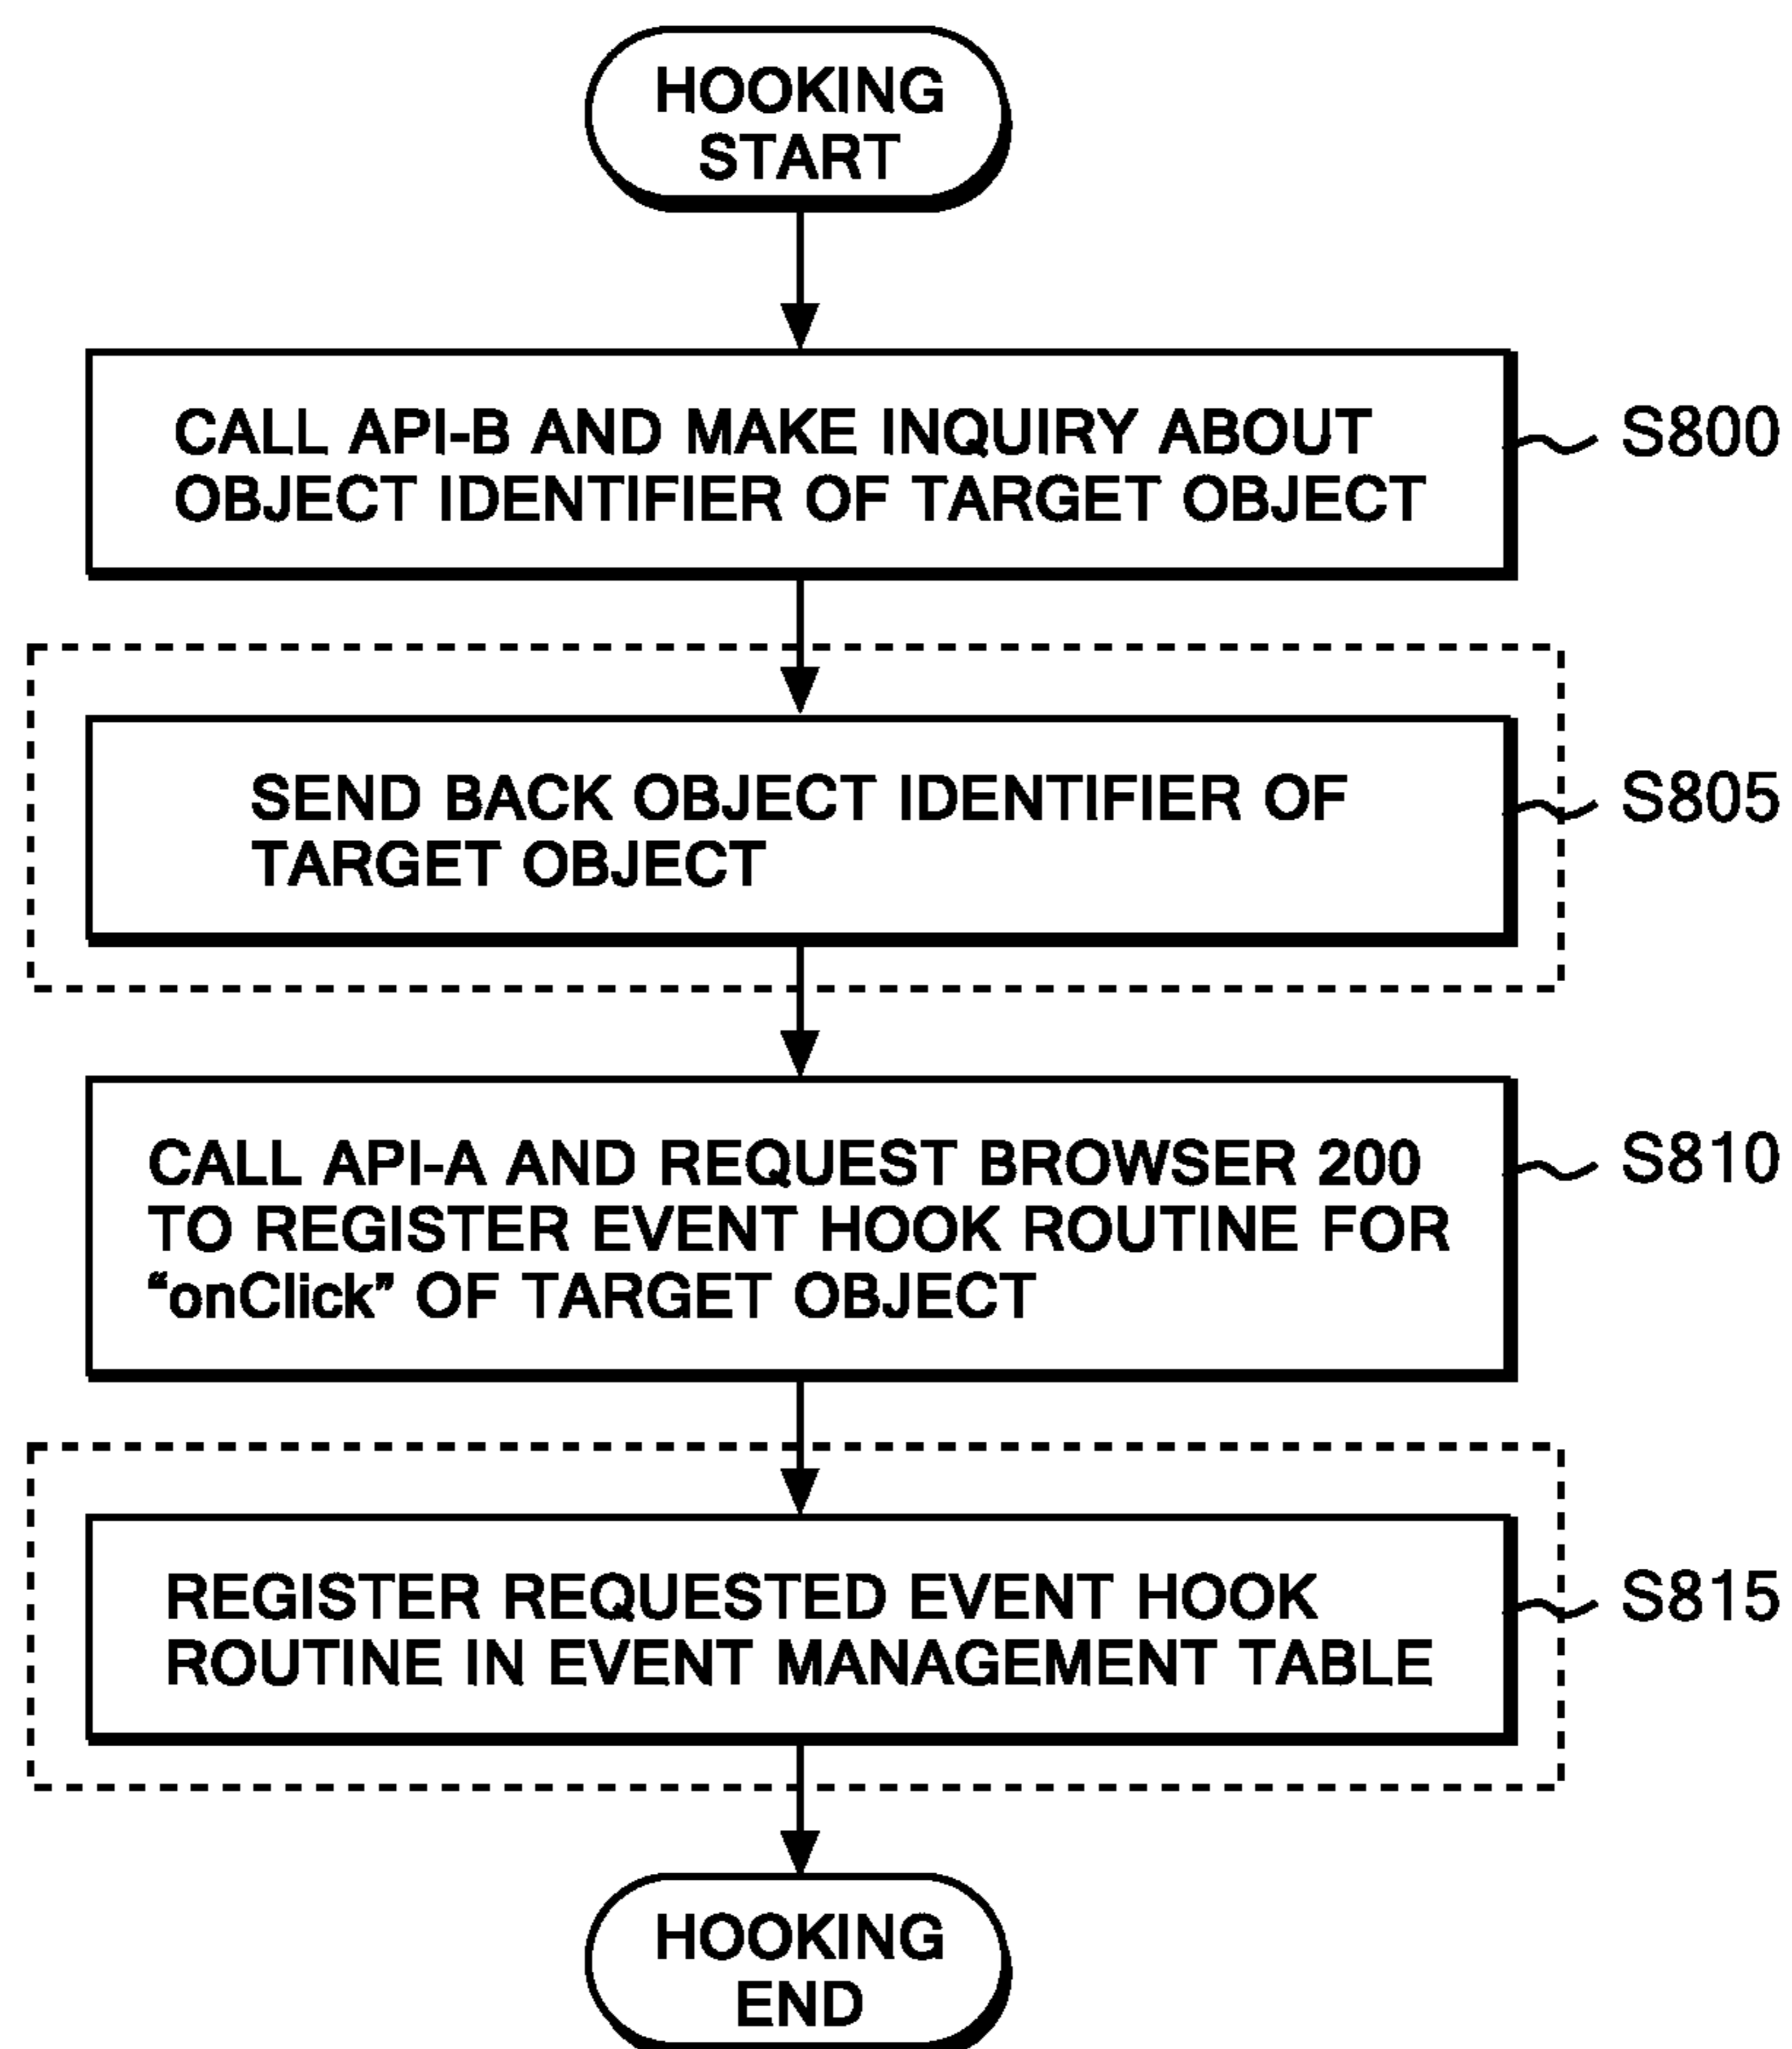 HOOKING
START
CALL API-B AND MAKE INQUIRY ABOUT
OBJECT IDENTIFIER OF TARGET OBJECT
S800
SEND BACK OBJECT IDENTIFIER OF
TARGET OBJECT
S805
CALL API-A AND REQUEST BROWSER 200
TO REGISTER EVENT HOOK ROUTINE FOR
“onClick” OF TARGET OBJECT
S810
REGISTER REQUESTED EVENT HOOK
ROUTINE IN EVENT MANAGEMENT TABLE
S815
HOOKING
END